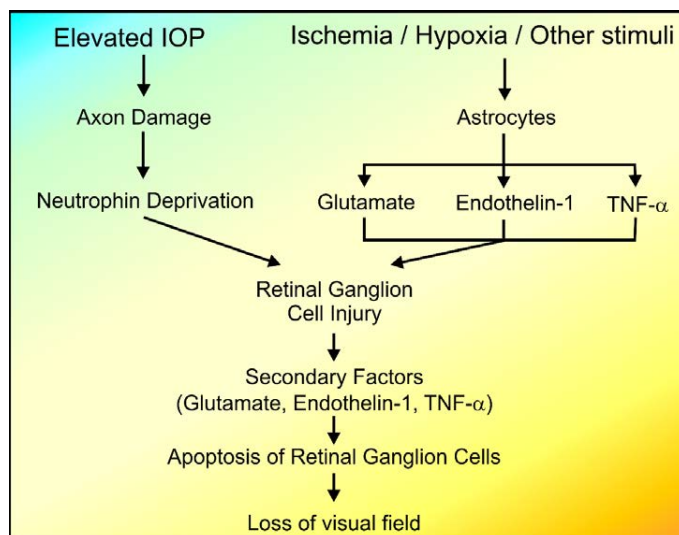 Elevated IOP
Ischemia / Hypoxia / Other stimuli
Axon Damage
Astrocytes
Neutrophin Deprivation
Glutamate
Endothelin-1
TNF-α
Retinal Ganglion
Cell Injury
Secondary Factors
(Glutamate, Endothelin-1, TNF-α)
Apoptosis of Retinal Ganglion Cells
Loss of visual field